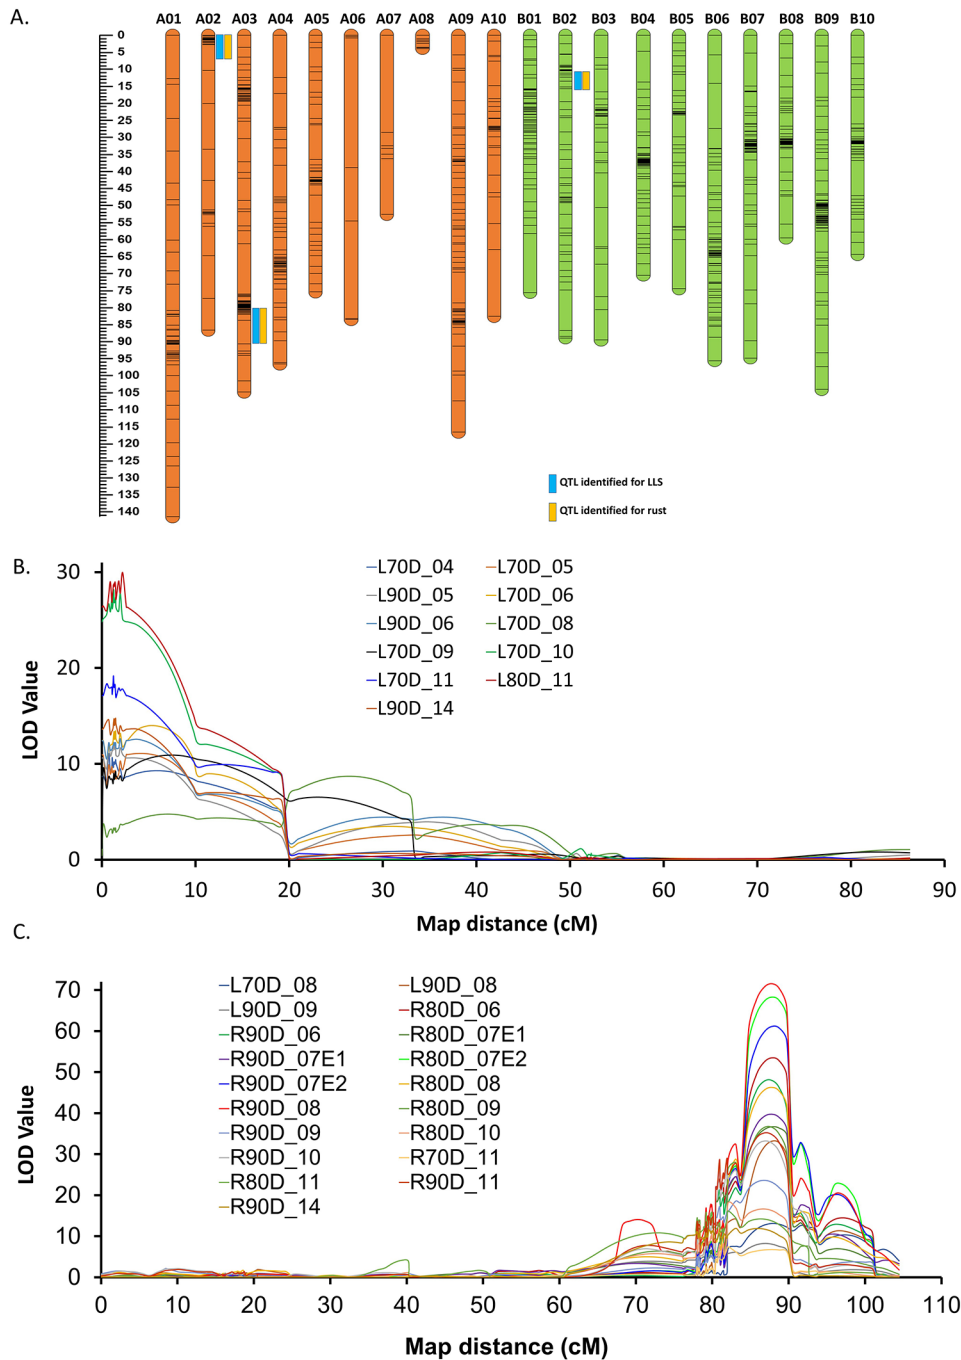 A.
A01 A02 A03 A04 A05 A06 A07 A08 A09 A10 B01 B02 B03 B04 B05 B06 B07 B08 B09 B10
0
5
10
15
20
25
30
35
40
45
50
55
60
65
70
75
80
85
90
95
100
105
110
115
120
125
130
135
140
QTL identified for LLS
QTL identified for rust
B.
LOD Value
30
20
10
0
L70D_04 L70D_05
L90D_05 L70D_06
L90D_06 L70D_08
L70D_09 L70D_10
L70D_11 L80D_11
L90D_14
0 10 20 30 40 50 60 70 80 90
Map distance (cM)
C.
LOD Value
70
60
50
40
30
20
10
0
L70D_08 L90D_08
L90D_09 R80D_06
R90D_06 R80D_07E1
R90D_07E1 R80D_07E2
R90D_07E2 R80D_08
R90D_08 R80D_09
R90D_09 R80D_10
R90D_10 R70D_11
R80D_11 R90D_11
R90D_14
0 10 20 30 40 50 60 70 80 90 100 110
Map distance (cM)